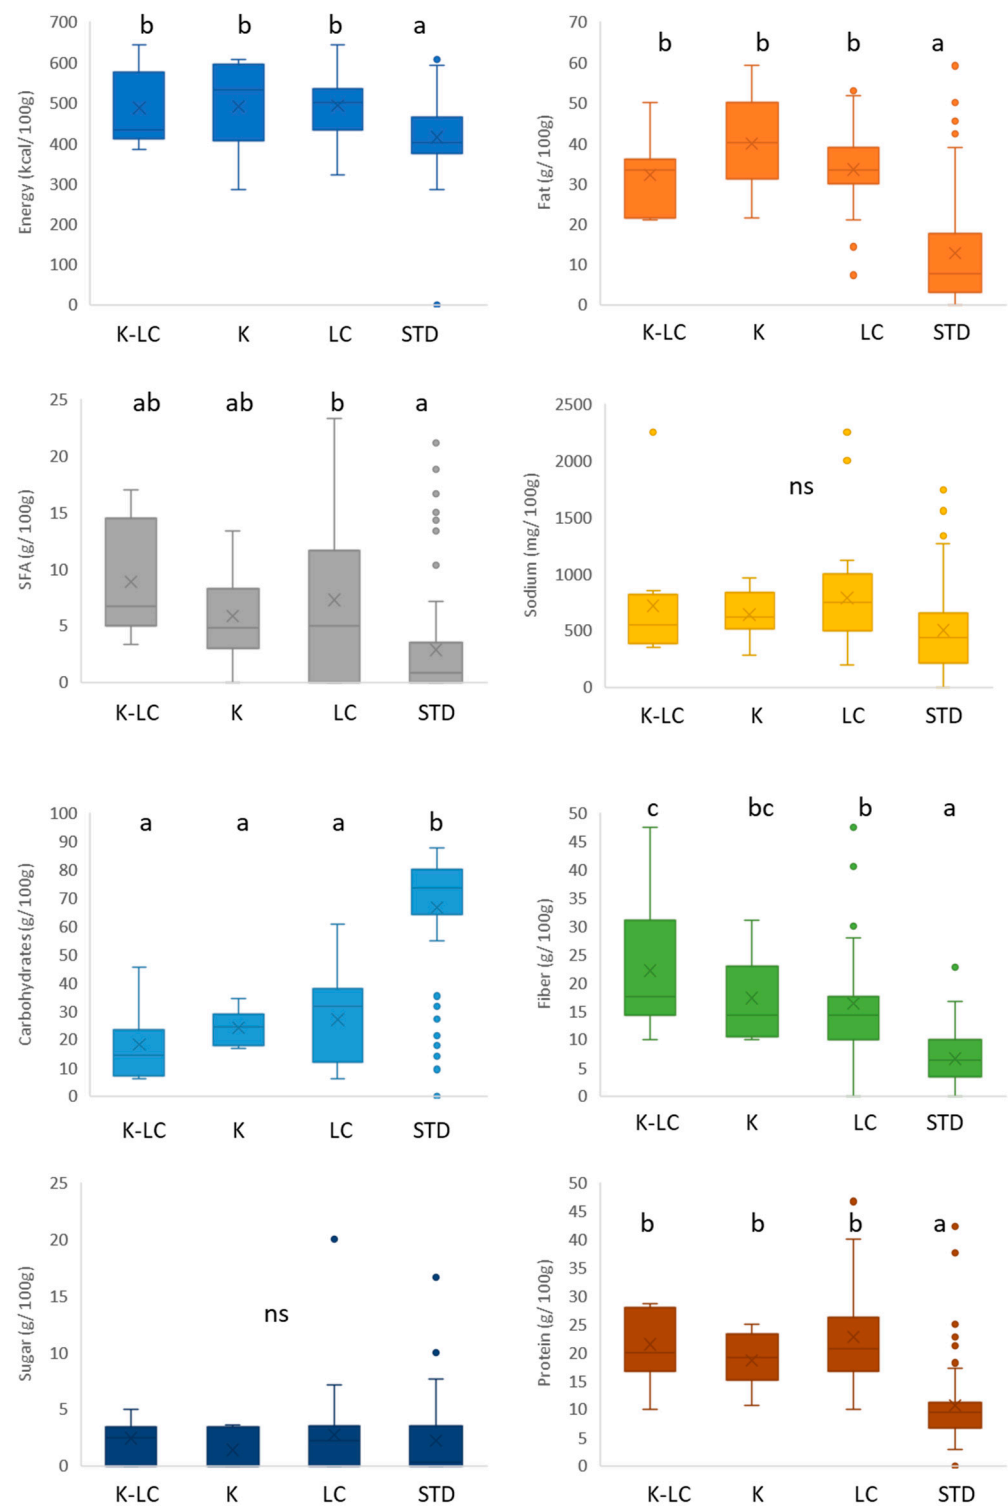 700
600
500
400
300
200
100
0
Energy (kcal/100g)
b b b a
K-LC K LC STD
70
60
50
40
30
20
10
0
Fat (g/ 100g)
b b b a
K-LC K LC STD
25
20
15
10
5
0
SFA (g/ 100g)
ab ab b a
K-LC K LC STD
2500
2000
1500
1000
500
0
Sodium (mg/ 100g)
ns
K-LC K LC STD
100
90
80
70
60
50
40
30
20
10
0
Carbohydrates (g/ 100g)
a a a b
K-LC K LC STD
50
45
40
35
30
25
20
15
10
5
0
Fiber (g/ 100g)
c bc b a
K-LC K LC STD
25
20
15
10
5
0
Sugar (g/ 100g)
ns
K-LC K LC STD
50
45
40
35
30
25
20
15
10
5
0
Protein (g/ 100g)
b b b a
K-LC K LC STD